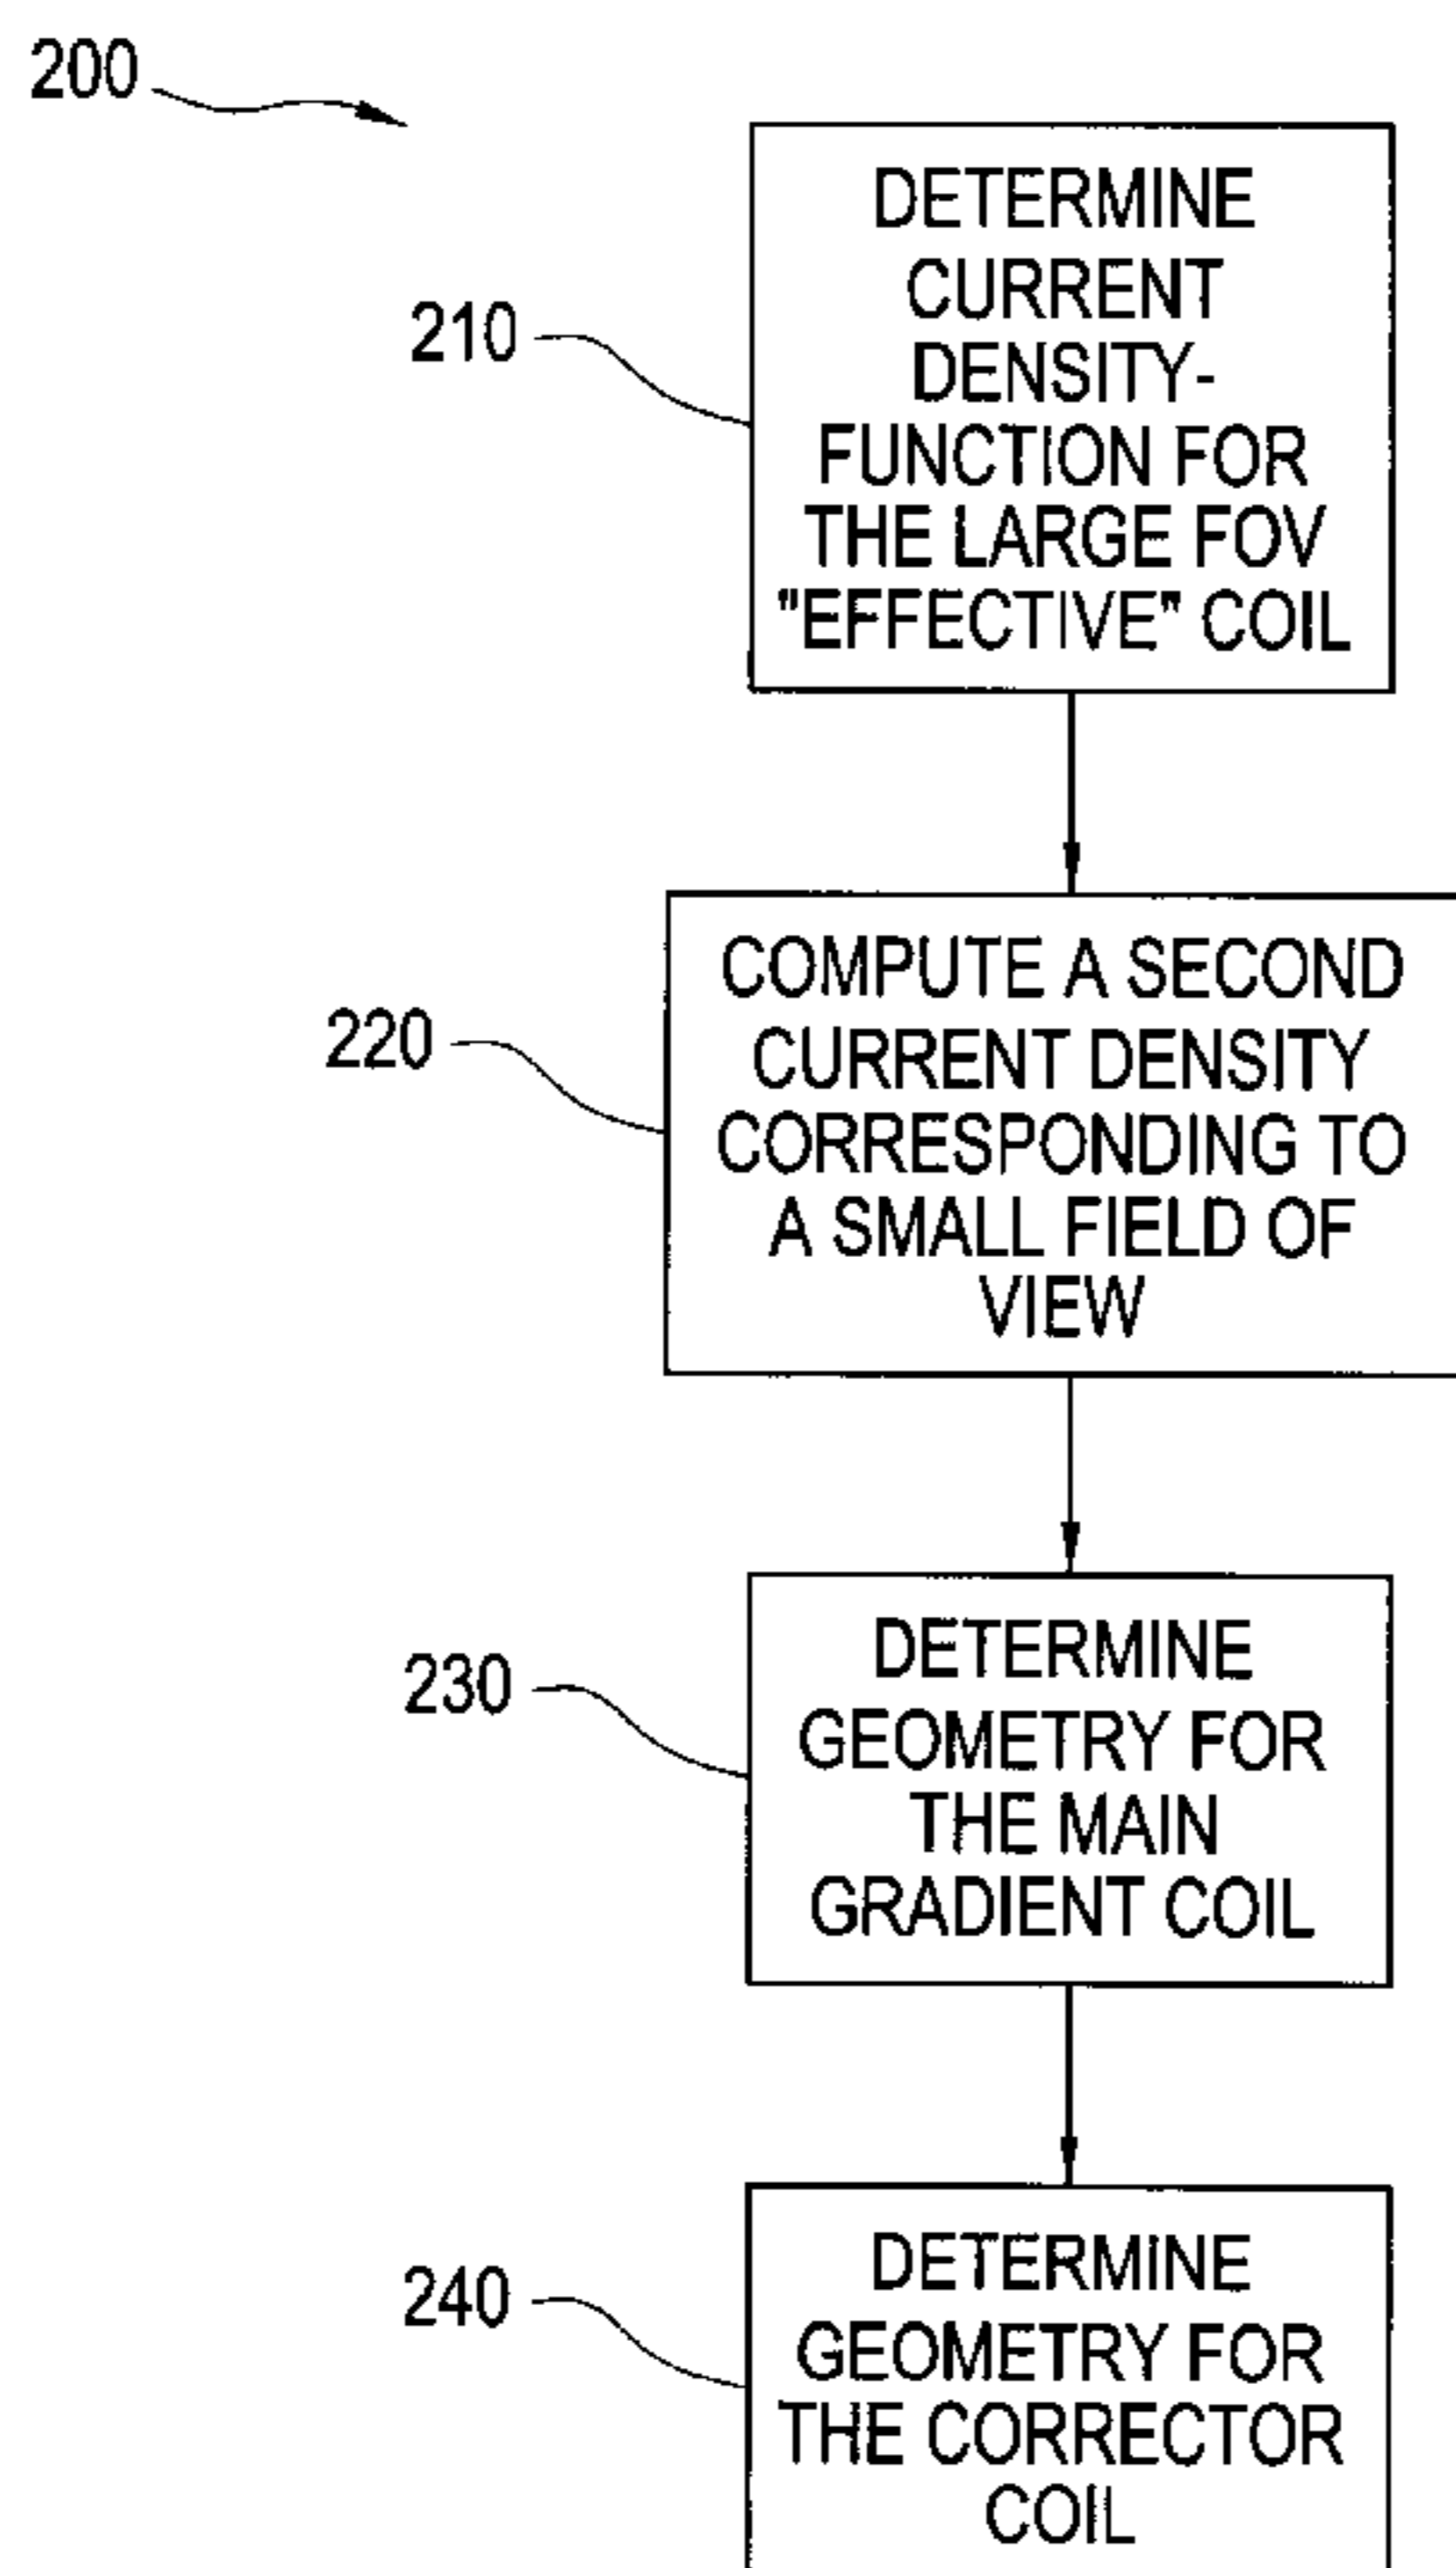 200
210
DETERMINE
CURRENT
DENSITY-
FUNCTION FOR
THE LARGE FOV
"EFFECTIVE" COIL
220
COMPUTE A SECOND
CURRENT DENSITY
CORRESPONDING TO
A SMALL FIELD OF
VIEW
230
DETERMINE
GEOMETRY FOR
THE MAIN
GRADIENT COIL
240
DETERMINE
GEOMETRY FOR
THE CORRECTOR
COIL